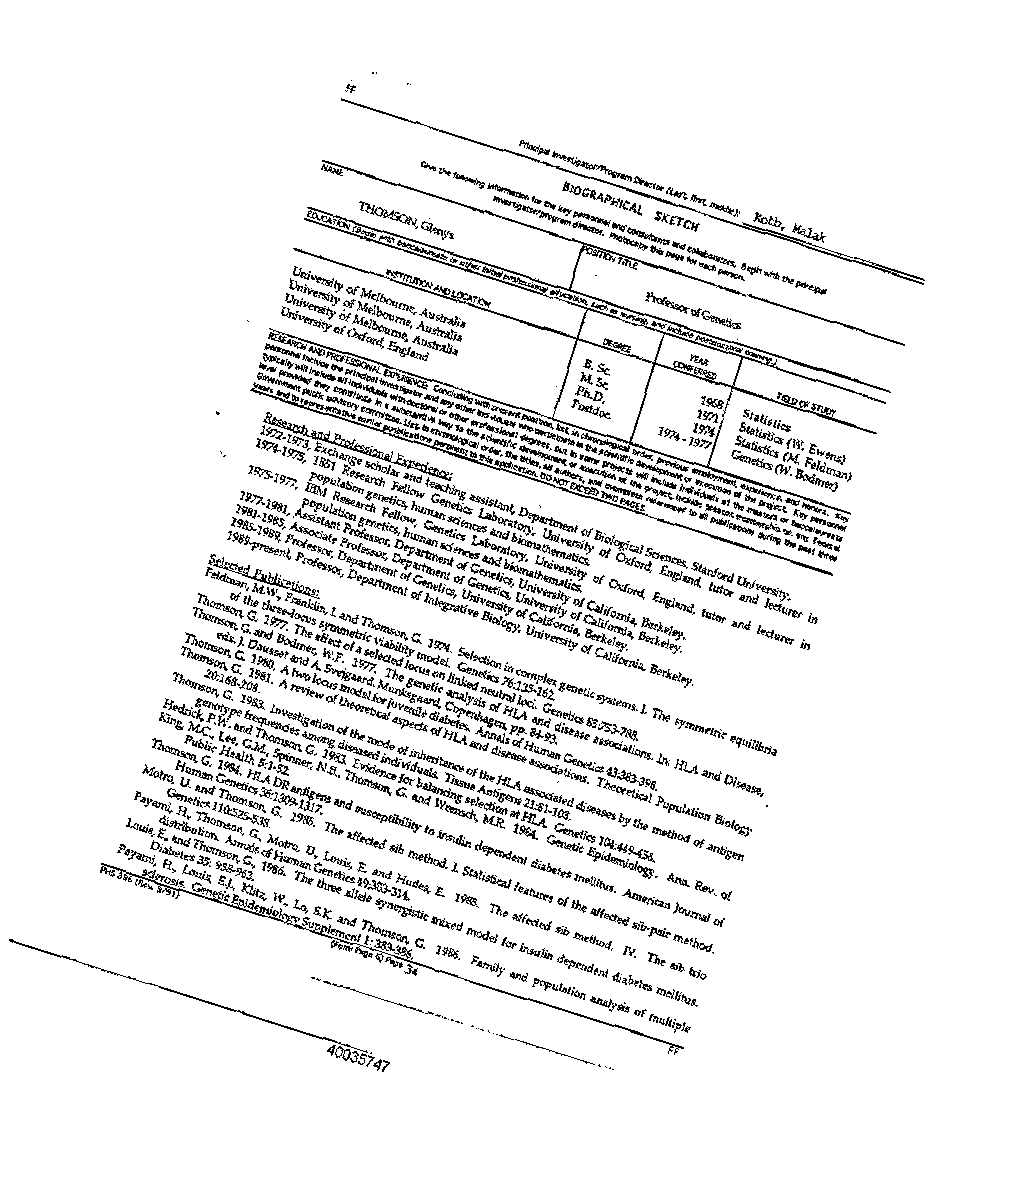 FF
Principal Investigator/Program Director (Last, first, middle): Kotb, Malak
BIOGRAPHICAL SKETCH
Give the following information for the key personnel and consultants and collaborators. Begin with the principal
investigator/program director. Photocopy this page for each person.
NAME
POSITION TITLE
THOMSON, Glenys
Professor of Genetics
EDUCATION (Begin with baccalaureate or other initial professional education, such as nursing, and include postdoctoral training.)
INSTITUTION AND LOCATION
DEGREE
YEAR CONFERRED
FIELD OF STUDY
University of Melbourne, Australia B. Sc 1968 Statistics
University of Melbourne, Australia M. Sc 1971 Statistics (W. Ewens)
University of Melbourne, Australia Ph.D. 1974 Statistics (M. Feldman)
University of Oxford, England Postdoc 1974 - 1977 Genetics (W. Bodmer)
RESEARCH AND PROFESSIONAL EXPERIENCE: Concluding with present position, list, in chronological order, previous employment, experience, and honors. Key
personnel include the principal investigator and any other individuals who participate in the scientific development or execution of the project. Key personnel
typically will include all individuals with doctoral or other professional degrees, but in some projects will include individuals at the masters or baccalaureate
level provided they contribute in a substantive way to the scientific development or execution of the project. Include present membership on any Federal
Government public advisory committee. List, in chronological order, the titles, all authors, and complete references to all publications during the past three
years and to representative earlier publications pertinent to this application. DO NOT EXCEED TWO PAGES.
Research and Professional Experience:
1972-1973, Exchange scholar and teaching assistant, Department of Biological Sciences, Stanford University.
1974-1975, 1851 Research Fellow Genetics Laboratory, University of Oxford, England, tutor and lecturer in
population genetics, human sciences and biomathematics.
1975-1977, IBM Research Fellow, Genetics Laboratory, University of Oxford, England, tutor and lecturer in
population genetics, human sciences and biomathematics.
1977-1981, Assistant Professor, Department of Genetics, University of California, Berkeley.
1981-1985, Associate Professor, Department of Genetics, University of California, Berkeley.
1985-1989, Professor, Department of Genetics, University of California, Berkeley.
1989-present, Professor, Department of Integrative Biology, University of California, Berkeley.
Selected Publications:
Feldman, M.W., Franklin, I. and Thomson, G. 1974. Selection in complex genetic systems. I. The symmetric equilibria
of the three-locus symmetric viability model. Genetics 76:135-162.
Thomson, G. 1977. The effect of a selected locus on linked neutral loci. Genetics 85:753-788.
Thomson, G. and Bodmer, W.F. 1977. The genetic analysis of HLA and disease associations. In: HLA and Disease,
eds. J. Dausset and A. Svejgaard. Munksgaard, Copenhagen, pp. 84-93.
Thomson, G. 1980. A two locus model for juvenile diabetes. Annals of Human Genetics 43:383-398.
Thomson, G. 1981. A review of theoretical aspects of HLA and disease associations. Theoretical Population Biology
20:168-208.
Thomson, G. 1983. Investigation of the mode of inheritance of the HLA associated diseases by the method of antigen
genotype frequencies among diseased individuals. Tissue Antigens 21:81-103.
Hedrick, P.W. and Thomson, G. 1983. Evidence for balancing selection at HLA. Genetics 104:449-456.
King, M.C., Lee, G.M., Spinner, N.B., Thomson, G. and Wrensch, M.R. 1984. Genetic Epidemiology. Ann. Rev. of
Public Health 5:1-52.
Thomson, G. 1984. HLA DR antigens and susceptibility to insulin dependent diabetes mellitus. American Journal of
Human Genetics 36:1309-1317.
Motro, U. and Thomson, G. 1985. The affected sib method. I. Statistical features of the affected sib-pair method.
Genetics 110:525-538.
Payami, H., Thomson, G., Motro, U., Louis, E. and Hudes, E. 1985. The affected sib method. IV. The sib trio
distribution. Annals of Human Genetics 49:303-314.
Louis, E. and Thomson, G., 1986. The three allele synergistic mixed model for insulin dependent diabetes mellitus.
Diabetes 35: 958-963.
Payami, H., Louis, E.J., Klitz, W., Lo, S.K. and Thomson, G. 1986. Family and population analysis of multiple
sclerosis. Genetic Epidemiology Supplement 1: 383-386.
PHS 398 (Rev. 9/91)
(Form Page 6) Page 34
FF
40035747